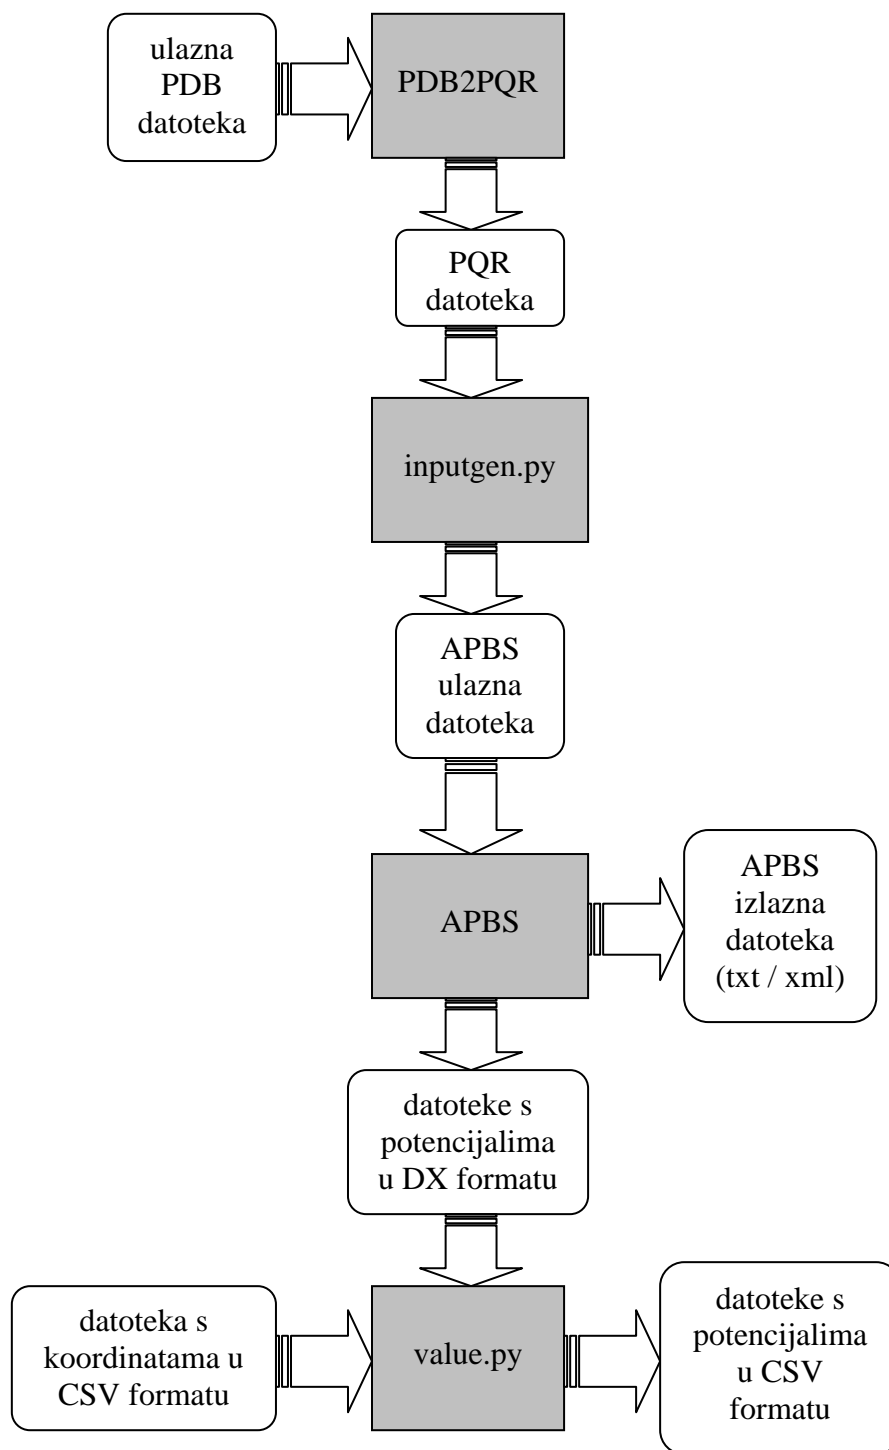 ulazna
PDB
datoteka
PDB2PQR
PQR
datoteka
inputgen.py
APBS
ulazna
datoteka
APBS
APBS
izlazna
datoteka
(txt / xml)
datoteke s
potencijalima
u DX formatu
datoteka s
koordinatama u
CSV formatu
value.py
datoteke s
potencijalima
u CSV
formatu